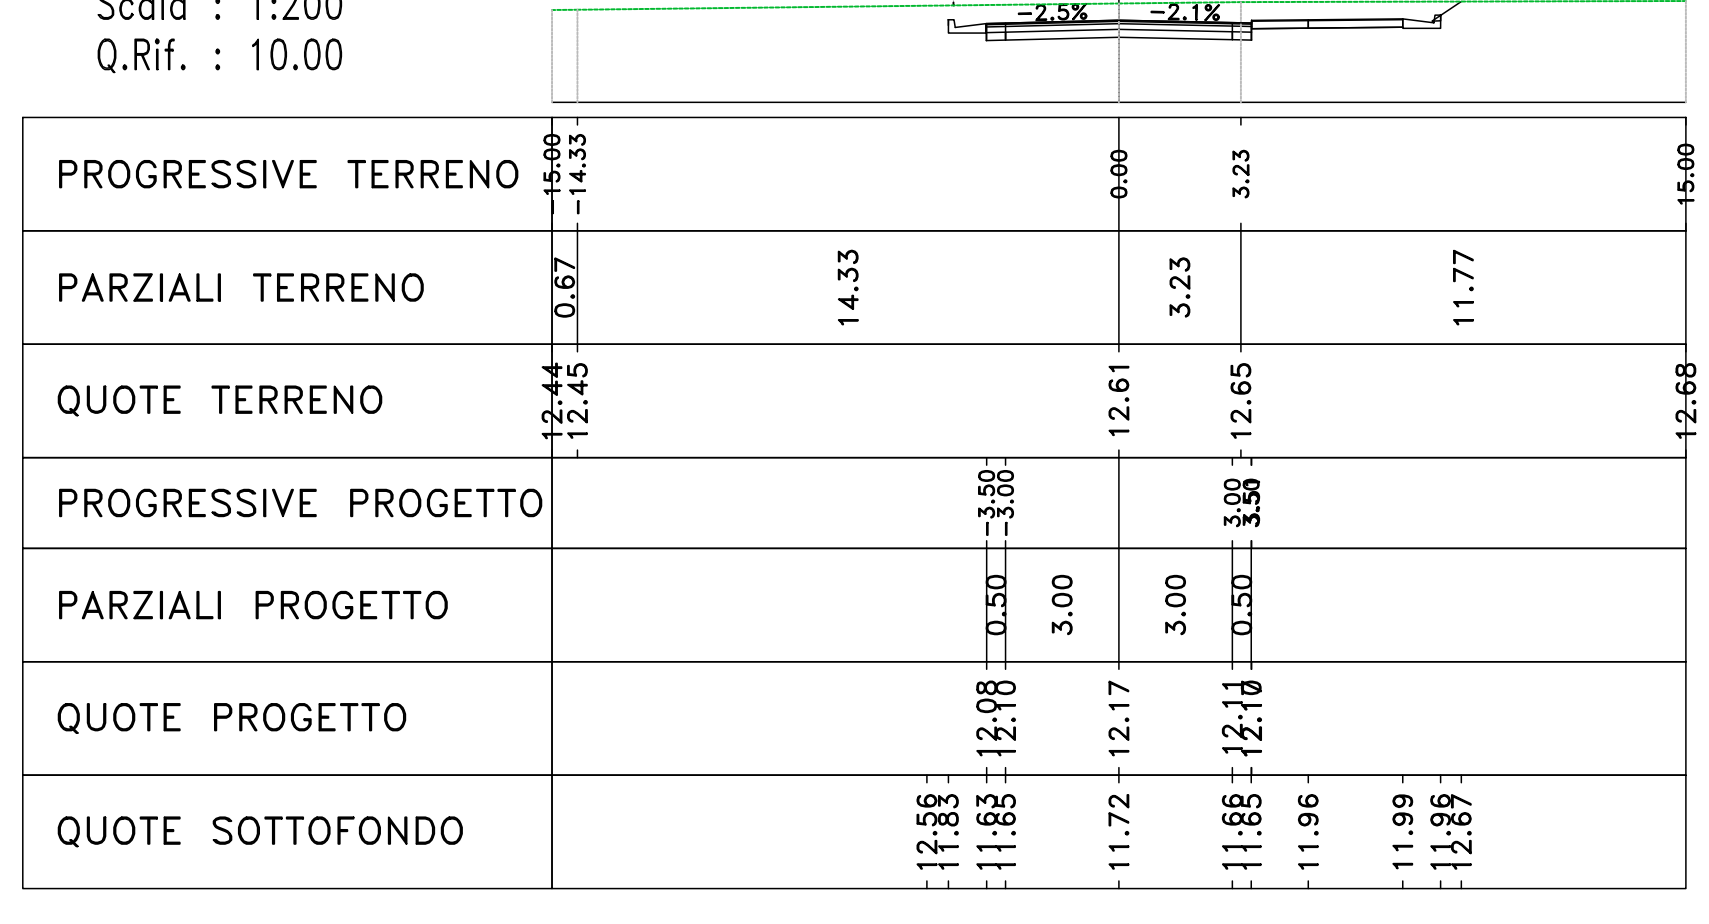 Scala : 1:200
Q.Rif. : 10.00
-2.5% -2.1%
PROGRESSIVE TERRENO -15.00 -14.33 0.00 3.23 15.00
PARZIALI TERRENO 0.67 14.33 3.23 11.77
QUOTE TERRENO 12.44 12.45 12.61 12.65 12.68
PROGRESSIVE PROGETTO -3.50 -3.00 3.00 3.50
PARZIALI PROGETTO 0.50 3.00 3.00 0.50
QUOTE PROGETTO 12.08 12.10 12.17 12.11
QUOTE SOTTOFONDO 12.56 11.83 11.63 11.65 11.72 11.66 11.65 11.96 11.99 11.96 12.67